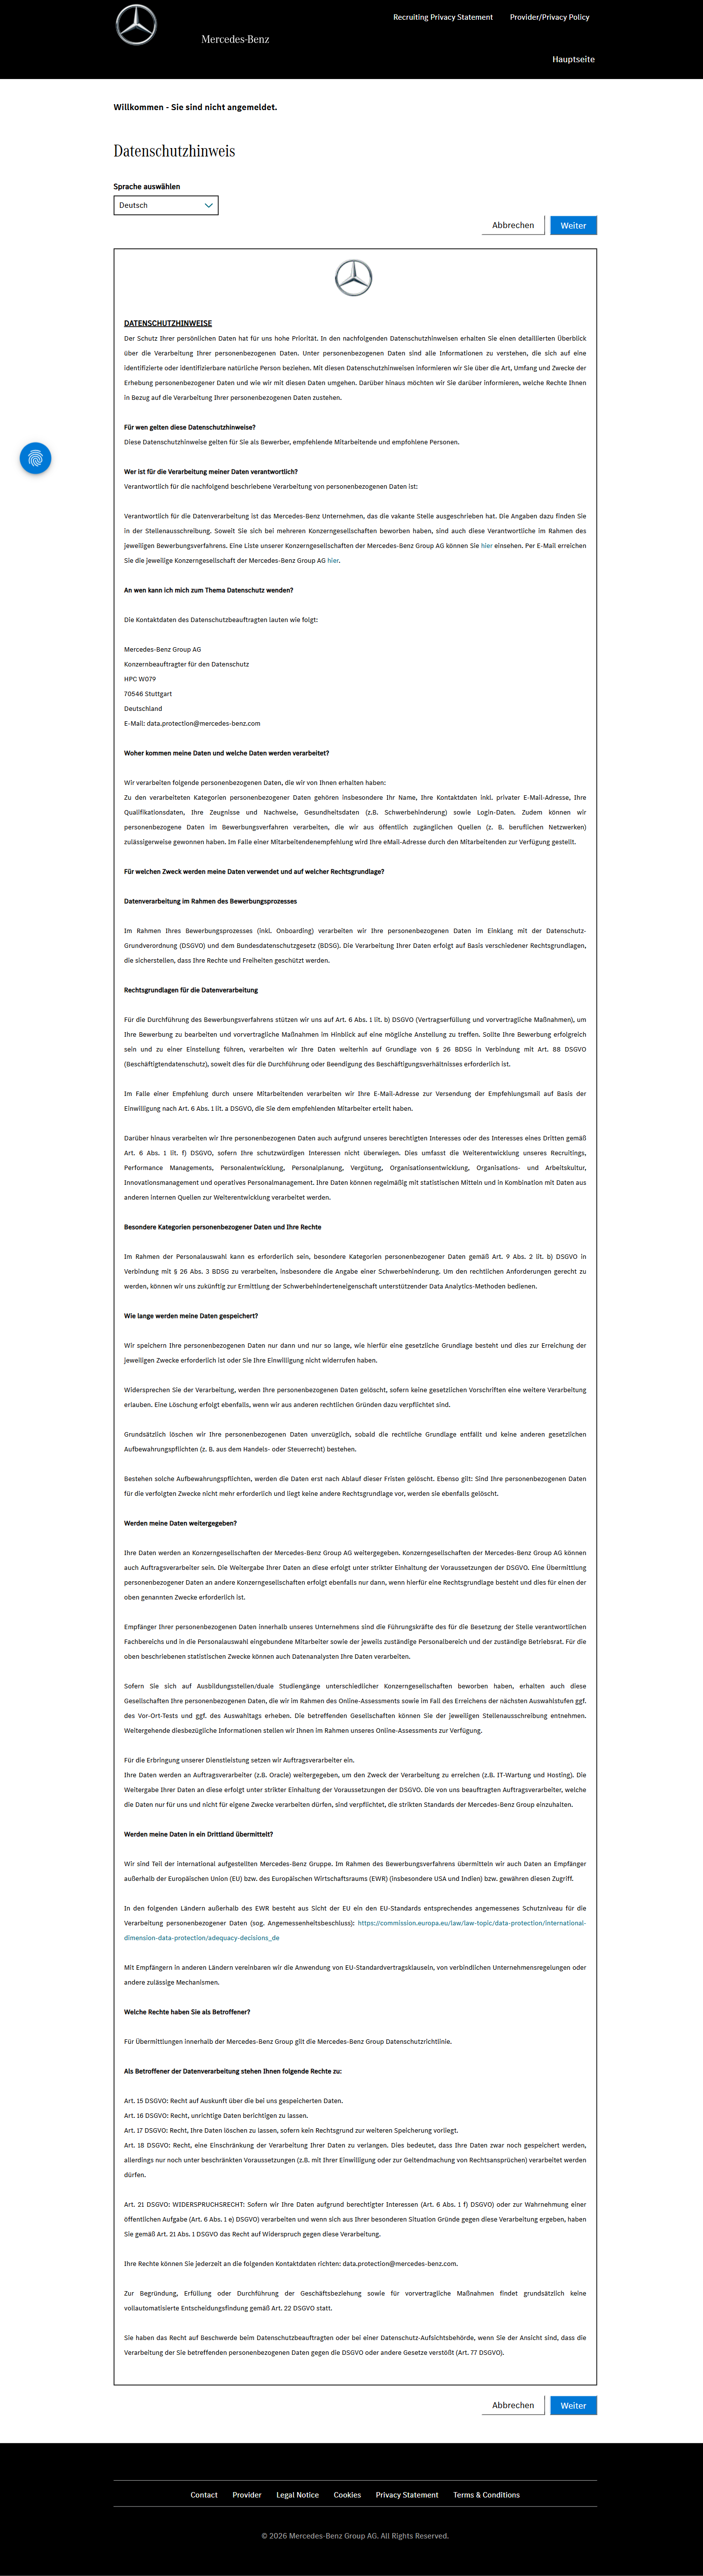 Recruiting Privacy Statement Provider/Privacy Policy
Mercedes-Benz
Hauptseite
Willkommen - Sie sind nicht angemeldet.
Datenschutzhinweis
Sprache auswählen
Deutsch
Abbrechen Weiter
DATENSCHUTZHINWEISE
Der Schutz Ihrer persönlichen Daten hat für uns hohe Priorität. In den nachfolgenden Datenschutzhinweisen erhalten Sie einen detaillierten Überblick
über die Verarbeitung Ihrer personenbezogenen Daten. Unter personenbezogenen Daten sind alle Informationen zu verstehen, die sich auf eine
identifizierte oder identifizierbare natürliche Person beziehen. Mit diesen Datenschutzhinweisen informieren wir Sie über die Art, Umfang und Zwecke der
Erhebung personenbezogener Daten und wie wir mit diesen Daten umgehen. Darüber hinaus möchten wir Sie darüber informieren, welche Rechte Ihnen
in Bezug auf die Verarbeitung Ihrer personenbezogenen Daten zustehen.
Für wen gelten diese Datenschutzhinweise?
Diese Datenschutzhinweise gelten für Sie als Bewerber, empfehlende Mitarbeitende und empfohlene Personen.
Wer ist für die Verarbeitung meiner Daten verantwortlich?
Verantwortlich für die nachfolgend beschriebene Verarbeitung von personenbezogenen Daten ist:
Verantwortlich für die Datenverarbeitung ist das Mercedes-Benz Unternehmen, das die vakante Stelle ausgeschrieben hat. Die Angaben dazu finden Sie
in der Stellenausschreibung. Soweit Sie sich bei mehreren Konzerngesellschaften beworben haben, sind auch diese Verantwortliche im Rahmen des
jeweiligen Bewerbungsverfahrens. Eine Liste unserer Konzerngesellschaften der Mercedes-Benz Group AG können Sie hier einsehen. Per E-Mail erreichen
Sie die jeweilige Konzerngesellschaft der Mercedes-Benz Group AG hier.
An wen kann ich mich zum Thema Datenschutz wenden?
Die Kontaktdaten des Datenschutzbeauftragten lauten wie folgt:
Mercedes-Benz Group AG
Konzernbeauftragter für den Datenschutz
HPC W079
70546 Stuttgart
Deutschland
E-Mail: data.protection@mercedes-benz.com
Woher kommen meine Daten und welche Daten werden verarbeitet?
Wir verarbeiten folgende personenbezogenen Daten, die wir von Ihnen erhalten haben:
Zu den verarbeiteten Kategorien personenbezogener Daten gehören insbesondere Ihr Name, Ihre Kontaktdaten inkl. privater E-Mail-Adresse, Ihre
Qualifikationsdaten, Ihre Zeugnisse und Nachweise, Gesundheitsdaten (z.B. Schwerbehinderung) sowie Login-Daten. Zudem können wir
personenbezogene Daten im Bewerbungsverfahren verarbeiten, die wir aus öffentlich zugänglichen Quellen (z. B. beruflichen Netzwerken)
zulässigerweise gewonnen haben. Im Falle einer Mitarbeitendenempfehlung wird Ihre eMail-Adresse durch den Mitarbeitenden zur Verfügung gestellt.
Für welchen Zweck werden meine Daten verwendet und auf welcher Rechtsgrundlage?
Datenverarbeitung im Rahmen des Bewerbungsprozesses
Im Rahmen Ihres Bewerbungsprozesses (inkl. Onboarding) verarbeiten wir Ihre personenbezogenen Daten im Einklang mit der Datenschutz-
Grundverordnung (DSGVO) und dem Bundesdatenschutzgesetz (BDSG). Die Verarbeitung Ihrer Daten erfolgt auf Basis verschiedener Rechtsgrundlagen,
die sicherstellen, dass Ihre Rechte und Freiheiten geschützt werden.
Rechtsgrundlagen für die Datenverarbeitung
Für die Durchführung des Bewerbungsverfahrens stützen wir uns auf Art. 6 Abs. 1 lit. b) DSGVO (Vertragserfüllung und vorvertragliche Maßnahmen), um
Ihre Bewerbung zu bearbeiten und vorvertragliche Maßnahmen im Hinblick auf eine mögliche Anstellung zu treffen. Sollte Ihre Bewerbung erfolgreich
sein und zu einer Einstellung führen, verarbeiten wir Ihre Daten weiterhin auf Grundlage von § 26 BDSG in Verbindung mit Art. 88 DSGVO
(Beschäftigtendatenschutz), soweit dies für die Durchführung oder Beendigung des Beschäftigungsverhältnisses erforderlich ist.
Im Falle einer Empfehlung durch unsere Mitarbeitenden verarbeiten wir Ihre E-Mail-Adresse zur Versendung der Empfehlungsmail auf Basis der
Einwilligung nach Art. 6 Abs. 1 lit. a DSGVO, die Sie dem empfehlenden Mitarbeiter erteilt haben.
Darüber hinaus verarbeiten wir Ihre personenbezogenen Daten auch aufgrund unseres berechtigten Interesses oder des Interesses eines Dritten gemäß
Art. 6 Abs. 1 lit. f) DSGVO, sofern Ihre schutzwürdigen Interessen nicht überwiegen. Dies umfasst die Weiterentwicklung unseres Recruitings,
Performance Managements, Personalentwicklung, Personalplanung, Vergütung, Organisationsentwicklung, Organisations- und Arbeitskultur,
Innovationsmanagement und operatives Personalmanagement. Ihre Daten können regelmäßig mit statistischen Mitteln und in Kombination mit Daten aus
anderen internen Quellen zur Weiterentwicklung verarbeitet werden.
Besondere Kategorien personenbezogener Daten und Ihre Rechte
Im Rahmen der Personalauswahl kann es erforderlich sein, besondere Kategorien personenbezogener Daten gemäß Art. 9 Abs. 2 lit. b) DSGVO in
Verbindung mit § 26 Abs. 3 BDSG zu verarbeiten, insbesondere die Angabe einer Schwerbehinderung. Um den rechtlichen Anforderungen gerecht zu
werden, können wir uns zukünftig zur Ermittlung der Schwerbehinderteneigenschaft unterstützender Data Analytics-Methoden bedienen.
Wie lange werden meine Daten gespeichert?
Wir speichern Ihre personenbezogenen Daten nur dann und nur so lange, wie hierfür eine gesetzliche Grundlage besteht und dies zur Erreichung der
jeweiligen Zwecke erforderlich ist oder Sie Ihre Einwilligung nicht widerrufen haben.
Widersprechen Sie der Verarbeitung, werden Ihre personenbezogenen Daten gelöscht, sofern keine gesetzlichen Vorschriften eine weitere Verarbeitung
erlauben. Eine Löschung erfolgt ebenfalls, wenn wir aus anderen rechtlichen Gründen dazu verpflichtet sind.
Grundsätzlich löschen wir Ihre personenbezogenen Daten unverzüglich, sobald die rechtliche Grundlage entfällt und keine anderen gesetzlichen
Aufbewahrungspflichten (z. B. aus dem Handels- oder Steuerrecht) bestehen.
Bestehen solche Aufbewahrungspflichten, werden die Daten erst nach Ablauf dieser Fristen gelöscht. Ebenso gilt: Sind Ihre personenbezogenen Daten
für die verfolgten Zwecke nicht mehr erforderlich und liegt keine andere Rechtsgrundlage vor, werden sie ebenfalls gelöscht.
Werden meine Daten weitergegeben?
Ihre Daten werden an Konzerngesellschaften der Mercedes-Benz Group AG weitergegeben. Konzerngesellschaften der Mercedes-Benz Group AG können
auch Auftragsverarbeiter sein. Die Weitergabe Ihrer Daten an diese erfolgt unter strikter Einhaltung der Voraussetzungen der DSGVO. Eine Übermittlung
personenbezogener Daten an andere Konzerngesellschaften erfolgt ebenfalls nur dann, wenn hierfür eine Rechtsgrundlage besteht und dies für einen der
oben genannten Zwecke erforderlich ist.
Empfänger Ihrer personenbezogenen Daten innerhalb unseres Unternehmens sind die Führungskräfte des für die Besetzung der Stelle verantwortlichen
Fachbereichs und in die Personalauswahl eingebundene Mitarbeiter sowie der jeweils zuständige Personalbereich und der zuständige Betriebsrat. Für die
oben beschriebenen statistischen Zwecke können auch Datenanalysten Ihre Daten verarbeiten.
Sofern Sie sich auf Ausbildungsstellen/duale Studiengänge unterschiedlicher Konzerngesellschaften beworben haben, erhalten auch diese
Gesellschaften Ihre personenbezogenen Daten, die wir im Rahmen des Online-Assessments sowie im Fall des Erreichens der nächsten Auswahlstufen ggf.
des Vor-Ort-Tests und ggf. des Auswahltags erheben. Die betreffenden Gesellschaften können Sie der jeweiligen Stellenausschreibung entnehmen.
Weitergehende diesbezügliche Informationen stellen wir Ihnen im Rahmen unseres Online-Assessments zur Verfügung.
Für die Erbringung unserer Dienstleistung setzen wir Auftragsverarbeiter ein.
Ihre Daten werden an Auftragsverarbeiter (z.B. Oracle) weitergegeben, um den Zweck der Verarbeitung zu erreichen (z.B. IT-Wartung und Hosting). Die
Weitergabe Ihrer Daten an diese erfolgt unter strikter Einhaltung der Voraussetzungen der DSGVO. Die von uns beauftragten Auftragsverarbeiter, welche
die Daten nur für uns und nicht für eigene Zwecke verarbeiten dürfen, sind verpflichtet, die strikten Standards der Mercedes-Benz Group einzuhalten.
Werden meine Daten in ein Drittland übermittelt?
Wir sind Teil der international aufgestellten Mercedes-Benz Gruppe. Im Rahmen des Bewerbungsverfahrens übermitteln wir auch Daten an Empfänger
außerhalb der Europäischen Union (EU) bzw. des Europäischen Wirtschaftsraums (EWR) (insbesondere USA und Indien) bzw. gewähren diesen Zugriff.
In den folgenden Ländern außerhalb des EWR besteht aus Sicht der EU ein den EU-Standards entsprechendes angemessenes Schutzniveau für die
Verarbeitung personenbezogener Daten (sog. Angemessenheitsbeschluss): https://commission.europa.eu/law/law-topic/data-protection/international-
dimension-data-protection/adequacy-decisions_de
Mit Empfängern in anderen Ländern vereinbaren wir die Anwendung von EU-Standardvertragsklauseln, von verbindlichen Unternehmensregelungen oder
andere zulässige Mechanismen.
Welche Rechte haben Sie als Betroffener?
Für Übermittlungen innerhalb der Mercedes-Benz Group gilt die Mercedes-Benz Group Datenschutzrichtlinie.
Als Betroffener der Datenverarbeitung stehen Ihnen folgende Rechte zu:
Art. 15 DSGVO: Recht auf Auskunft über die bei uns gespeicherten Daten.
Art. 16 DSGVO: Recht, unrichtige Daten berichtigen zu lassen.
Art. 17 DSGVO: Recht, Ihre Daten löschen zu lassen, sofern kein Rechtsgrund zur weiteren Speicherung vorliegt.
Art. 18 DSGVO: Recht, eine Einschränkung der Verarbeitung Ihrer Daten zu verlangen. Dies bedeutet, dass Ihre Daten zwar noch gespeichert werden,
allerdings nur noch unter beschränkten Voraussetzungen (z.B. mit Ihrer Einwilligung oder zur Geltendmachung von Rechtsansprüchen) verarbeitet werden
dürfen.
Art. 21 DSGVO: WIDERSPRUCHSRECHT: Sofern wir Ihre Daten aufgrund berechtigter Interessen (Art. 6 Abs. 1 f) DSGVO) oder zur Wahrnehmung einer
öffentlichen Aufgabe (Art. 6 Abs. 1 e) DSGVO) verarbeiten und wenn sich aus Ihrer besonderen Situation Gründe gegen diese Verarbeitung ergeben, haben
Sie gemäß Art. 21 Abs. 1 DSGVO das Recht auf Widerspruch gegen diese Verarbeitung.
Ihre Rechte können Sie jederzeit an die folgenden Kontaktdaten richten: data.protection@mercedes-benz.com.
Zur Begründung, Erfüllung oder Durchführung der Geschäftsbeziehung sowie für vorvertragliche Maßnahmen findet grundsätzlich keine
vollautomatisierte Entscheidungsfindung gemäß Art. 22 DSGVO statt.
Sie haben das Recht auf Beschwerde beim Datenschutzbeauftragten oder bei einer Datenschutz-Aufsichtsbehörde, wenn Sie der Ansicht sind, dass die
Verarbeitung der Sie betreffenden personenbezogenen Daten gegen die DSGVO oder andere Gesetze verstößt (Art. 77 DSGVO).
Abbrechen Weiter
Contact Provider Legal Notice Cookies Privacy Statement Terms & Conditions
© 2026 Mercedes-Benz Group AG. All Rights Reserved.